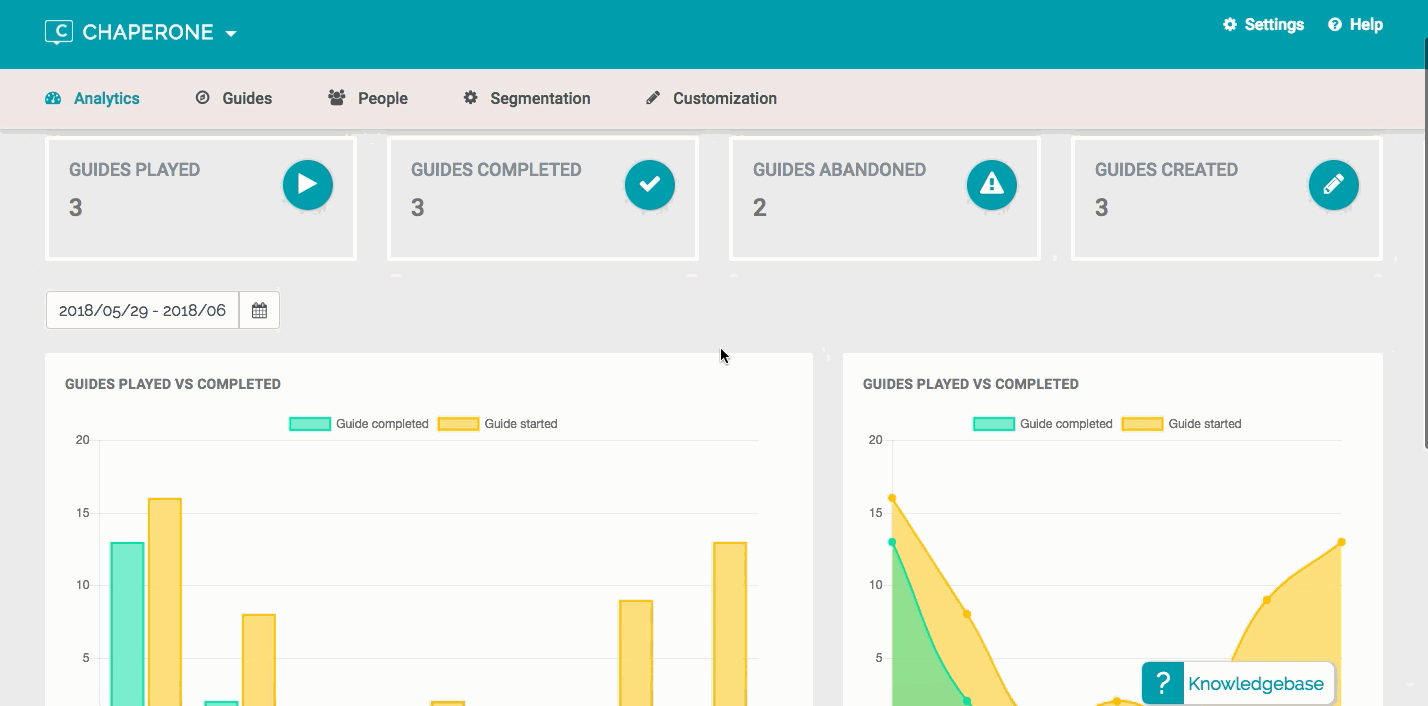 C CHAPERONE
Settings Help
Analytics Guides People Segmentation Customization
GUIDES PLAYED
3
GUIDES COMPLETED
3
GUIDES ABANDONED
2
GUIDES CREATED
3
2018/05/29 - 2018/06
GUIDES PLAYED VS COMPLETED
Guide completed Guide started
20
15
10
5
GUIDES PLAYED VS COMPLETED
Guide completed Guide started
20
15
10
5
? Knowledgebase